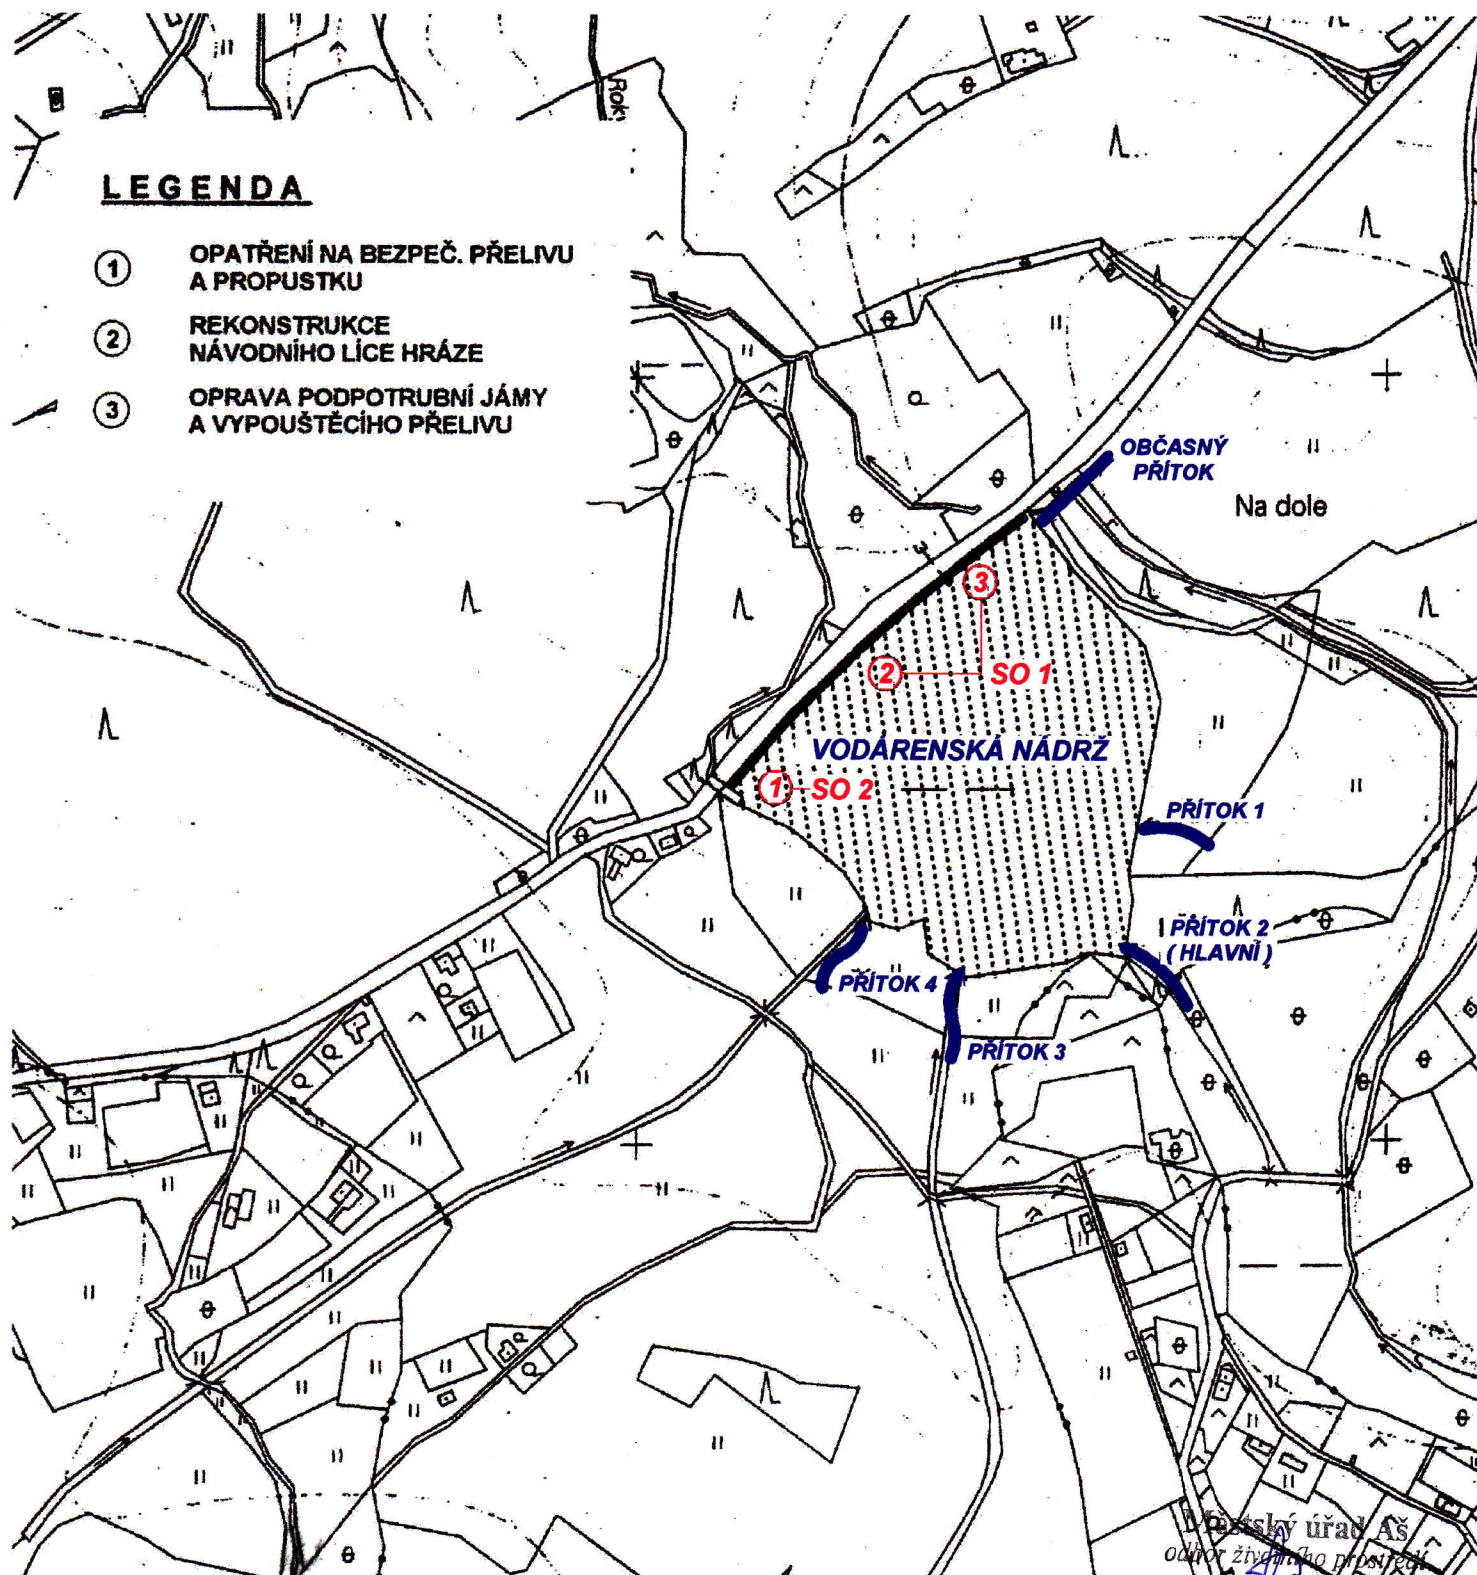 Rok
LEGENDA
1 OPATŘENÍ NA BEZPEČ. PŘELIVU
A PROPUSTKU
2 REKONSTRUKCE
NÁVODNÍHO LÍCE HRÁZE
3 OPRAVA PODPOTRUBNÍ JÁMY
A VYPOUŠTĚCÍHO PŘELIVU
OBČASNÝ
PŘÍTOK
Na dole
3
2 SO 1
VODÁRENSKÁ NÁDRŽ
1 SO 2
PŘÍTOK 1
PŘÍTOK 2
(HLAVNÍ)
PŘÍTOK 4
PŘÍTOK 3
Městský úřad Aš
odbor životního prostředí